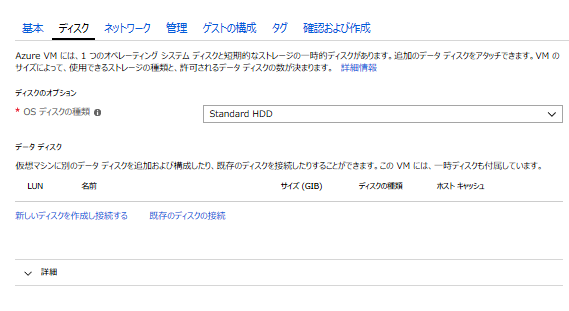 基本 ディスク ネットワーク 管理 ゲストの構成 タグ 確認および作成
Azure VM には、1 つのオペレーティング システム ディスクと短期的なストレージの一時的ディスクがあります。追加のデータ ディスクをアタッチできます。VM の
サイズによって、使用できるストレージの種類と、許可されるデータ ディスクの数が決まります。 詳細情報
ディスクのオプション
* OS ディスクの種類 Standard HDD
データ ディスク
仮想マシンに別のデータ ディスクを追加および構成したり、既存のディスクを接続したりすることができます。この VM には、一時ディスクも付属しています。
LUN 名前 サイズ (GIB) ディスクの種類 ホスト キャッシュ
新しいディスクを作成し接続する 既存のディスクの接続
詳細